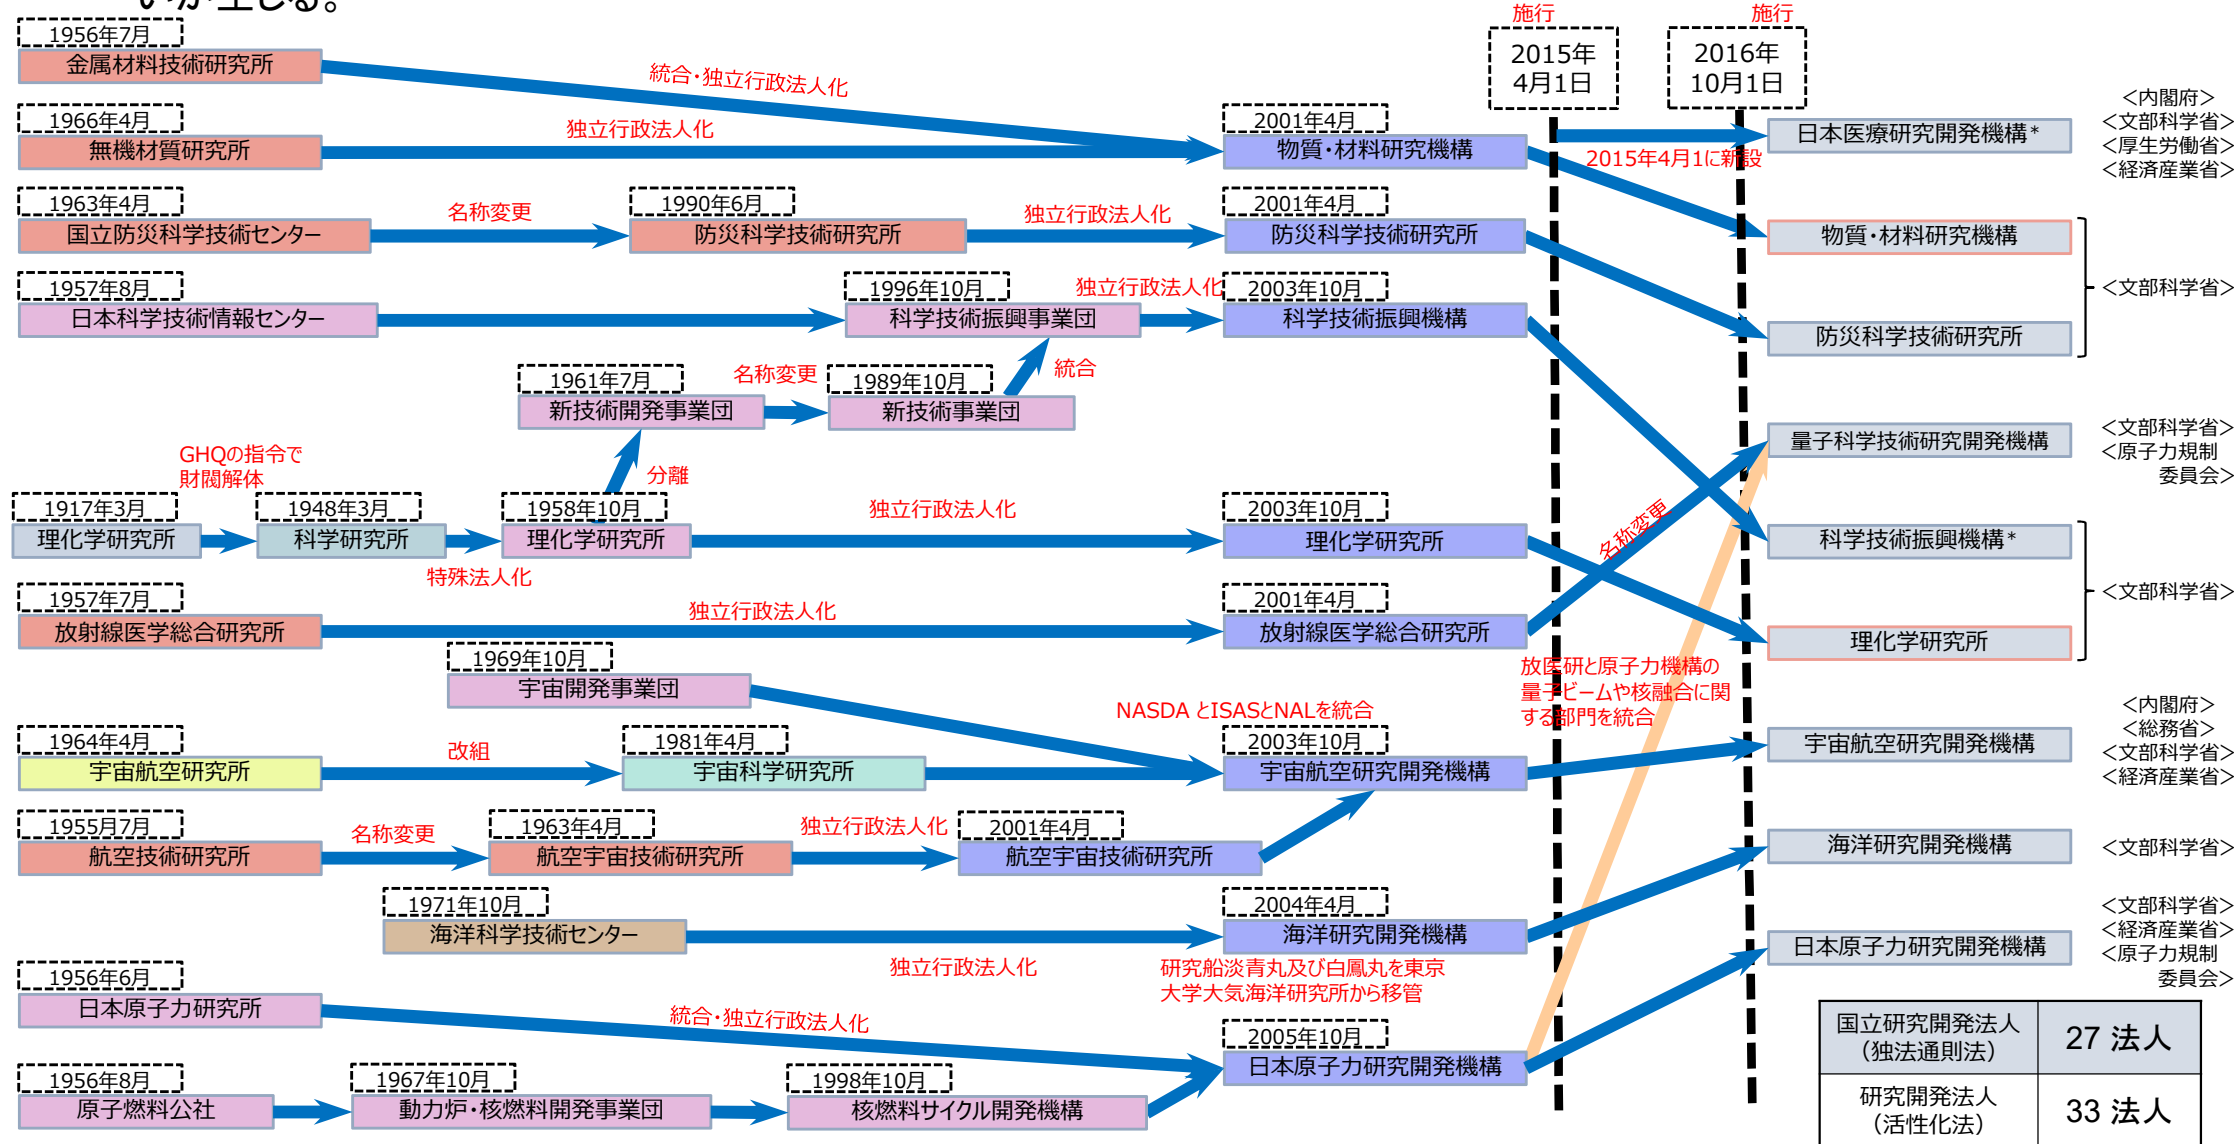 いが生じる。
施行
施行
2015年
4月1日
2016年
10月1日
1956年7月
金属材料技術研究所
統合・独立行政法人化
1966年4月
無機材質研究所
独立行政法人化
2001年4月
物質・材料研究機構
2015年4月1に新設
日本医療研究開発機構*
<内閣府>
<文部科学省>
<厚生労働省>
<経済産業省>
1963年4月
国立防災科学技術センター
名称変更
1990年6月
防災科学技術研究所
独立行政法人化
2001年4月
防災科学技術研究所
物質・材料研究機構
<文部科学省>
防災科学技術研究所
1957年8月
日本科学技術情報センター
1996年10月
科学技術振興事業団
独立行政法人化
2003年10月
科学技術振興機構
1961年7月
新技術開発事業団
名称変更
1989年10月
新技術事業団
統合
量子科学技術研究開発機構
<文部科学省>
<原子力規制
委員会>
GHQの指令で
財閥解体
分離
1917年3月
理化学研究所
1948年3月
科学研究所
特殊法人化
1958年10月
理化学研究所
独立行政法人化
2003年10月
理化学研究所
名称変更
科学技術振興機構*
<文部科学省>
理化学研究所
1957年7月
放射線医学総合研究所
独立行政法人化
2001年4月
放射線医学総合研究所
放医研と原子力機構の
量子ビームや核融合に関
する部門を統合
1969年10月
宇宙開発事業団
NASDA とISASとNALを統合
1964年4月
宇宙航空研究所
改組
1981年4月
宇宙科学研究所
2003年10月
宇宙航空研究開発機構
宇宙航空研究開発機構
<内閣府>
<総務省>
<文部科学省>
<経済産業省>
1955月7月
航空技術研究所
名称変更
1963年4月
航空宇宙技術研究所
独立行政法人化
2001年4月
航空宇宙技術研究所
海洋研究開発機構
<文部科学省>
1971年10月
海洋科学技術センター
独立行政法人化
2004年4月
海洋研究開発機構
研究船淡青丸及び白鳳丸を東京
大学大気海洋研究所から移管
日本原子力研究開発機構
<文部科学省>
<経済産業省>
<原子力規制
委員会>
1956年6月
日本原子力研究所
統合・独立行政法人化
2005年10月
日本原子力研究開発機構
1956年8月
原子燃料公社
1967年10月
動力炉・核燃料開発事業団
1998年10月
核燃料サイクル開発機構
国立研究開発法人
（独法通則法）
27 法人
研究開発法人
（活性化法）
33 法人